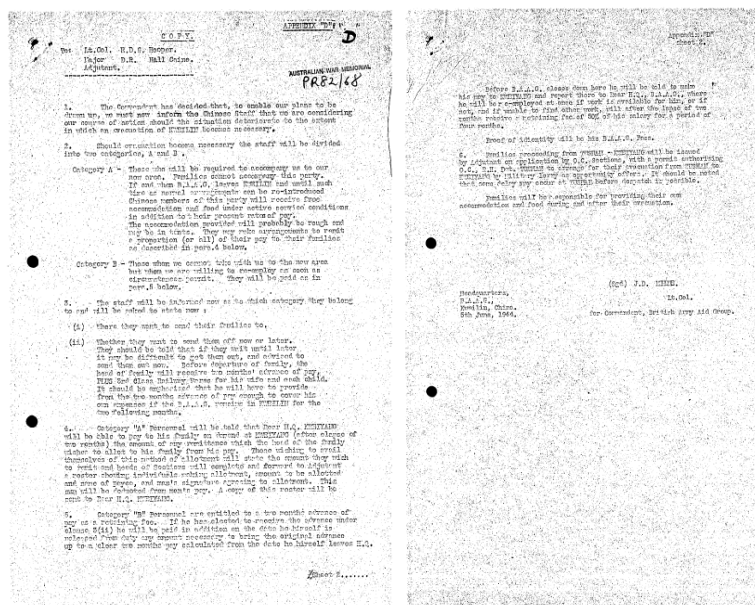 APPENDIX "D"
D
C O P Y.
To: Lt.Col. H.D.S. Hooper.
Major D.R. Hall Caine.
Adjutant.
AUSTRALIAN WAR MEMORIAL
PR82/68
1. The Commandant has decided that, to enable our plans to be
drawn up, we must now inform the Chinese Staff that we are considering
our course of action should the situation deteriorate to the extent
in which an evacuation of KWEILIN becomes necessary.
2. Should evacuation become necessary the staff will be divided
into two categories, A and B.
Category A - Those who will be required to accompany us to our
new area. Families cannot accompany this party.
If and when B.A.A.G. leaves KWEILIN and until such
time as normal arrangements can be re-introduced
Chinese members of this party will receive free
accommodation and food under active service conditions
in addition to their present rates of pay.
The accommodation provided will probably be rough and
may be in tents. They may make arrangements to remit
a proportion (or all) of their pay to their families
as described in para.4 below.
Category B - Those whom we cannot take with us to the new area
but whom we are willing to re-employ as soon as
circumstances permit. They will be paid as in
para.5 below.
3. The staff will be informed now as to which category they belong
to and will be asked to state now :
(i) Where they want to send their families to.
(ii) Whether they want to send them off now or later.
They should be told that if they wait until later
it may be difficult to get them out, and advised to
send them out now. Before departure of family, the
head of family will receive two months' advance of pay,
PLUS 3rd Class Railway Fares for his wife and each child.
It should be emphasised that he will have to provide
from the two months advance of pay enough to cover his
own expenses if the B.A.A.G. remains in KWEILIN for the
two following months.
4. Category "A" Personnel will be told that Rear H.Q. KWEIYANG
will be able to pay to his family on demand at KWEIYANG (after elapse of
two months) the amount of any remittance which the head of the family
wishes to allot to his family from his pay. Those wishing to avail
themselves of this method of allotment will state the amount they wish
to remit and heads of Sections will complete and forward to Adjutant
a roster showing individuals making allotment, amount to be allotted
and name of payee, and man's signature agreeing to allotment. This
sum will be deducted from man's pay. A copy of this roster will be
sent to Rear H.Q. KWEIYANG.
5. Category "B" Personnel are entitled to a two months advance of
pay as a retaining fee. If he has elected to receive the advance under
clause 3(ii) he will be paid in addition on the date he himself is
released from duty any amount necessary to bring the original advance
up to a clear two months pay calculated from the date he himself leaves H.Q.
/Sheet 2.......
Appendix "D"
Sheet 2.
Before B.A.A.G. closes down here he will be told to make
his way to KWEIYANG and report there to Rear H.Q., B.A.A.G., where
he will be re-employed at once if work is available for him, or if
not, and if unable to find other work, will after the lapse of two
months receive a retaining fee of 50% of his salary for a period of
four months.
Proof of identity will be his B.A.A.G. Pass.
6. Families proceeding from TUSHAN - KWEIYANG will be issued
by Adjutant on application by O.C. Sections, with a permit authorising
O.C., TUSHAN to arrange for their evacuation from TUSHAN to
KWEIYANG by military lorry as opportunity offers. It should be noted
that some delay may occur at TUSHAN before despatch is possible.
Families will be responsible for providing their own
accommodation and food during and after their evacuation.
(Sgd) J.D.
Lt.Col.
for Commandant, British Army Aid Group.
Headquarters,
B.A.A.G.,
Kweilin, China.
5th June, 1944.